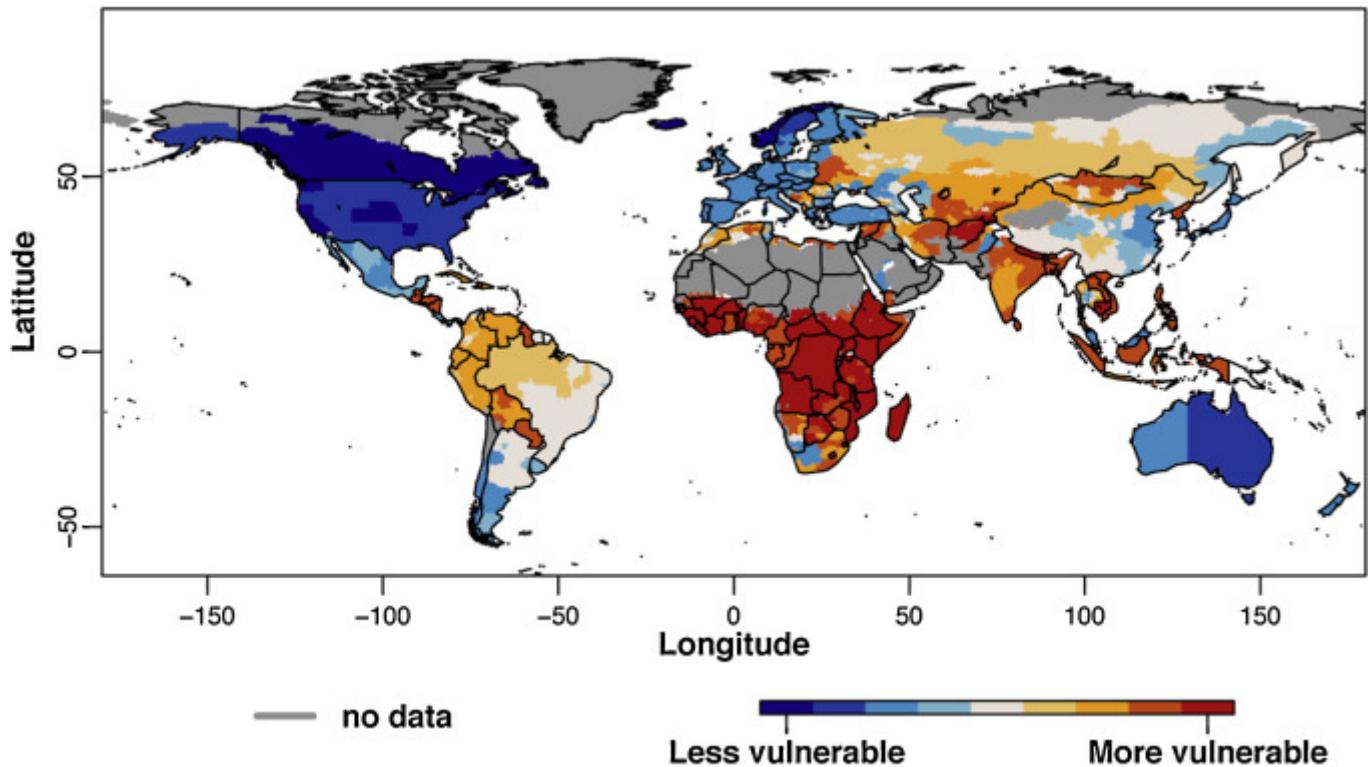 50
0
−50
Latitude
−150 −100 −50 0 50 100 150
Longitude
no data
Less vulnerable More vulnerable